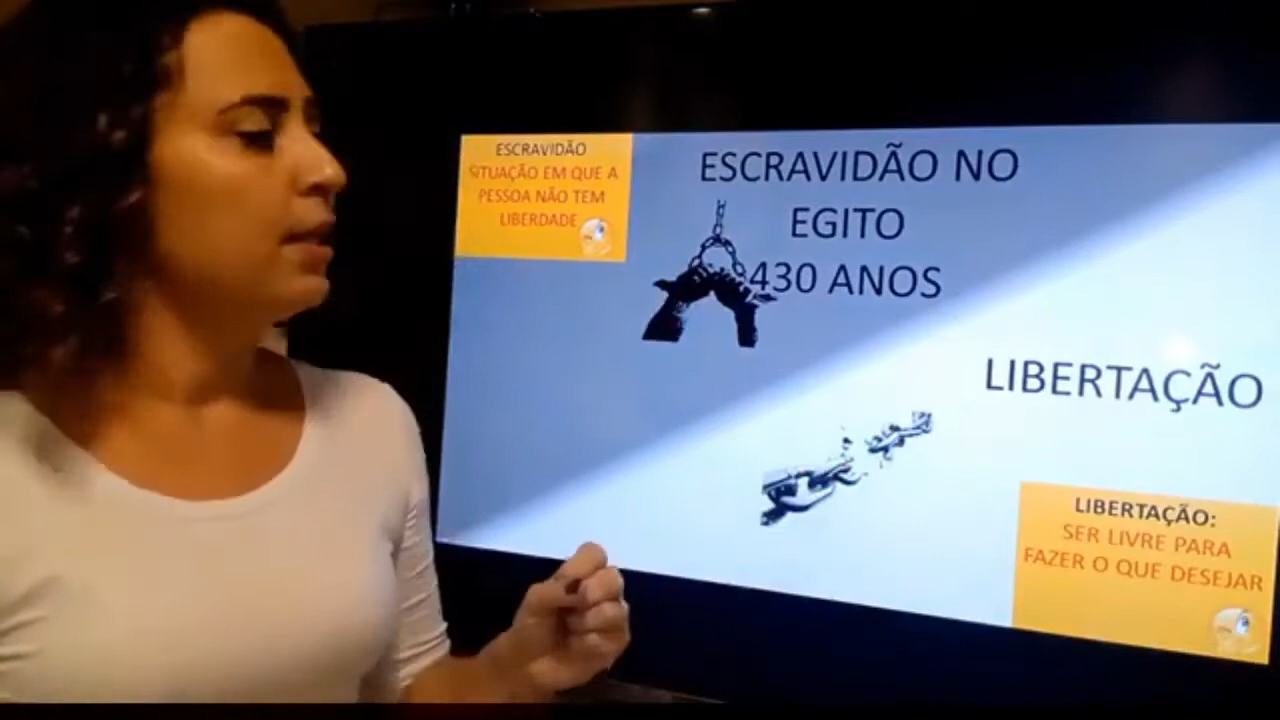 ESCRAVIDÃO
SITUAÇÃO EM QUE A
PESSOA NÃO TEM
LIBERDADE
ESCRAVIDÃO NO
EGITO
430 ANOS
LIBERTAÇÃO
LIBERTAÇÃO:
SER LIVRE PARA
FAZER O QUE DESEJAR